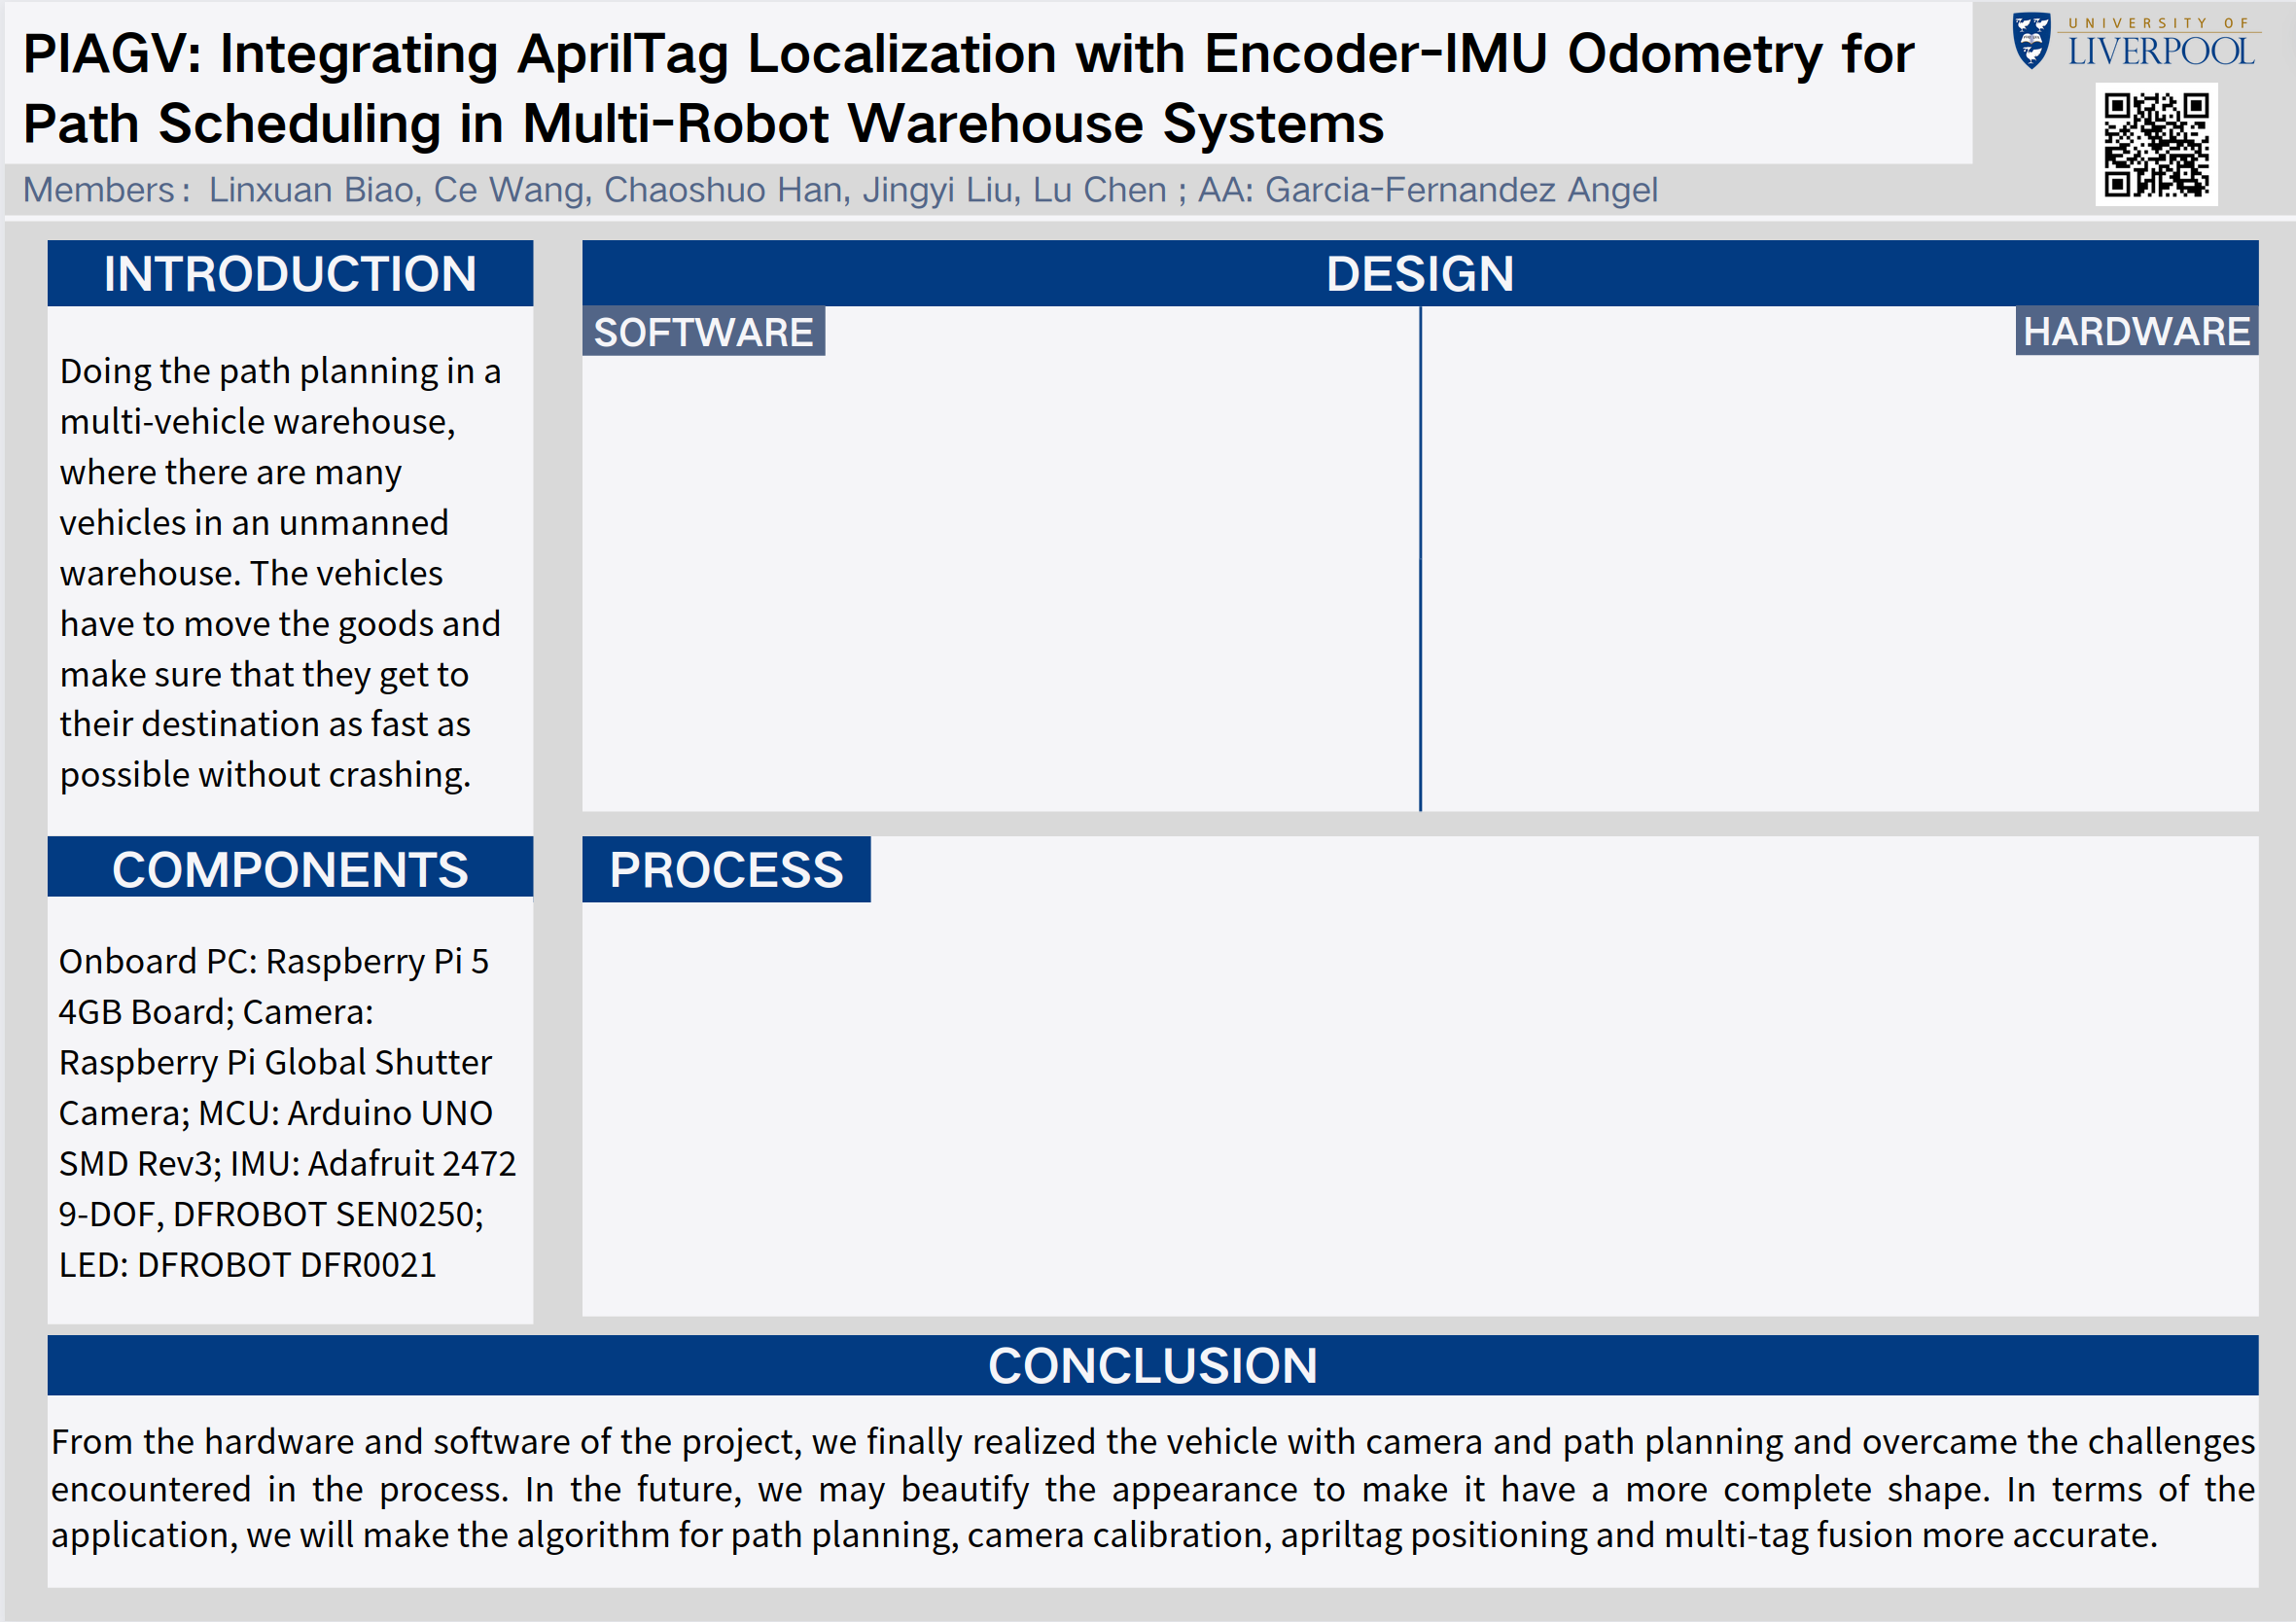 PIAGV: Integrating AprilTag Localization with Encoder-IMU Odometry for
Path Scheduling in Multi-Robot Warehouse Systems
UNIVERSITY OF
LIVERPOOL
Members: Linxuan Biao, Ce Wang, Chaoshuo Han, Jingyi Liu, Lu Chen ; AA: Garcia-Fernandez Angel
INTRODUCTION
Doing the path planning in a
multi-vehicle warehouse,
where there are many
vehicles in an unmanned
warehouse. The vehicles
have to move the goods and
make sure that they get to
their destination as fast as
possible without crashing.
COMPONENTS
Onboard PC: Raspberry Pi 5
4GB Board; Camera:
Raspberry Pi Global Shutter
Camera; MCU: Arduino UNO
SMD Rev3; IMU: Adafruit 2472
9-DOF, DFROBOT SEN0250;
LED: DFROBOT DFR0021
DESIGN
SOFTWARE
HARDWARE
PROCESS
CONCLUSION
From the hardware and software of the project, we finally realized the vehicle with camera and path planning and overcame the challenges
encountered in the process. In the future, we may beautify the appearance to make it have a more complete shape. In terms of the
application, we will make the algorithm for path planning, camera calibration, apriltag positioning and multi-tag fusion more accurate.